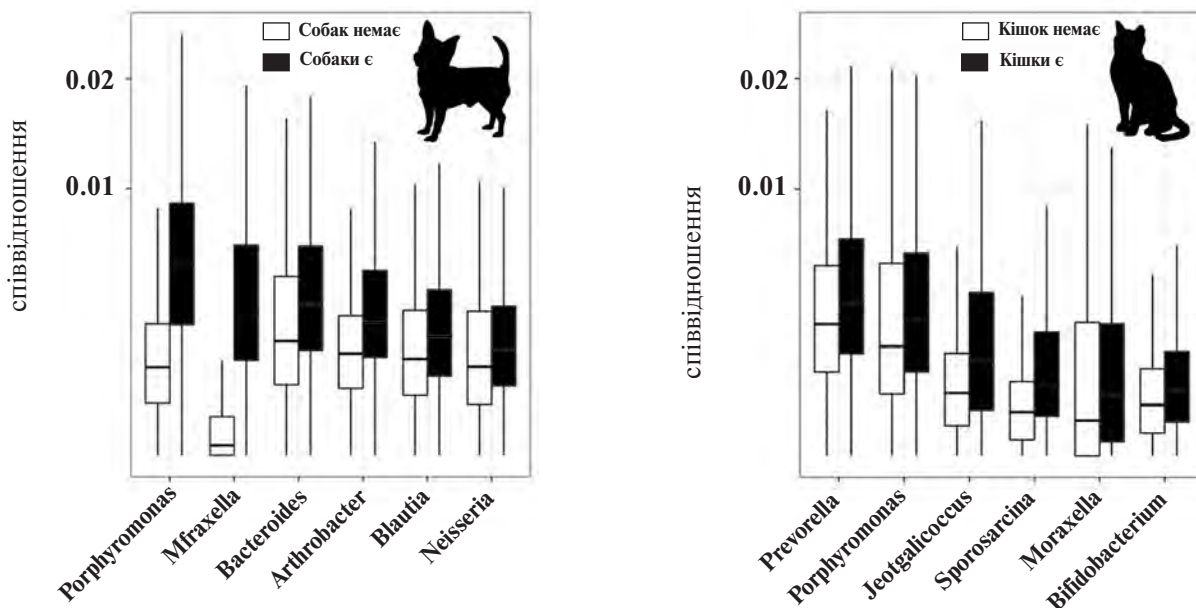 Собак немає
Собаки є
0.02
0.01
співвідношення
Porphyromonas
Mfraxella
Bacteroides
Arthrobacter
Blautia
Neisseria
Кішок немає
Кішки є
0.02
0.01
співвідношення
Prevorella
Porphyromonas
Jeotgalicoccus
Sporosarcina
Moraxella
Bifidobacterium